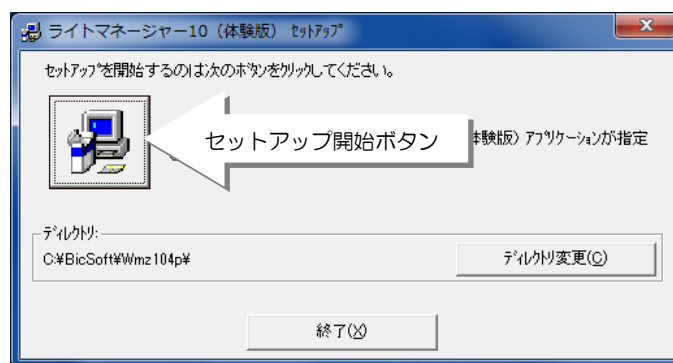 ライトマネージャー10（体験版） ｾｯﾄｱｯﾌﾟ
ｾｯﾄｱｯﾌﾟを開始するのは次のﾎﾞﾀﾝをｸﾘｯｸしてください。
セットアップ開始ボタン
体験版） ｱﾌﾟﾘｹｰｼｮﾝが指定
ﾃﾞｨﾚｸﾄﾘ:
C:¥BicSoft¥Wmz104p¥
ﾃﾞｨﾚｸﾄﾘ変更(C)
終了(X)